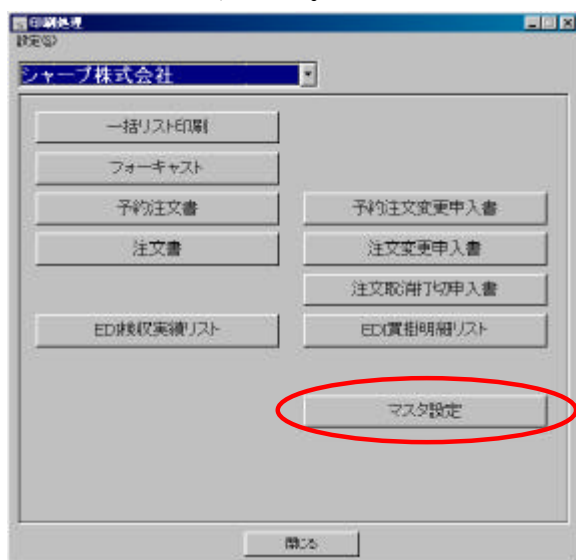 印刷処理
設定(S)
シャープ株式会社
一括リスト印刷
フォーキャスト
予約注文書
予約注文変更申入書
注文書
注文変更申入書
注文取消打切申入書
EDI検収実績リスト
EDI買掛明細リスト
マスタ設定
閉じる